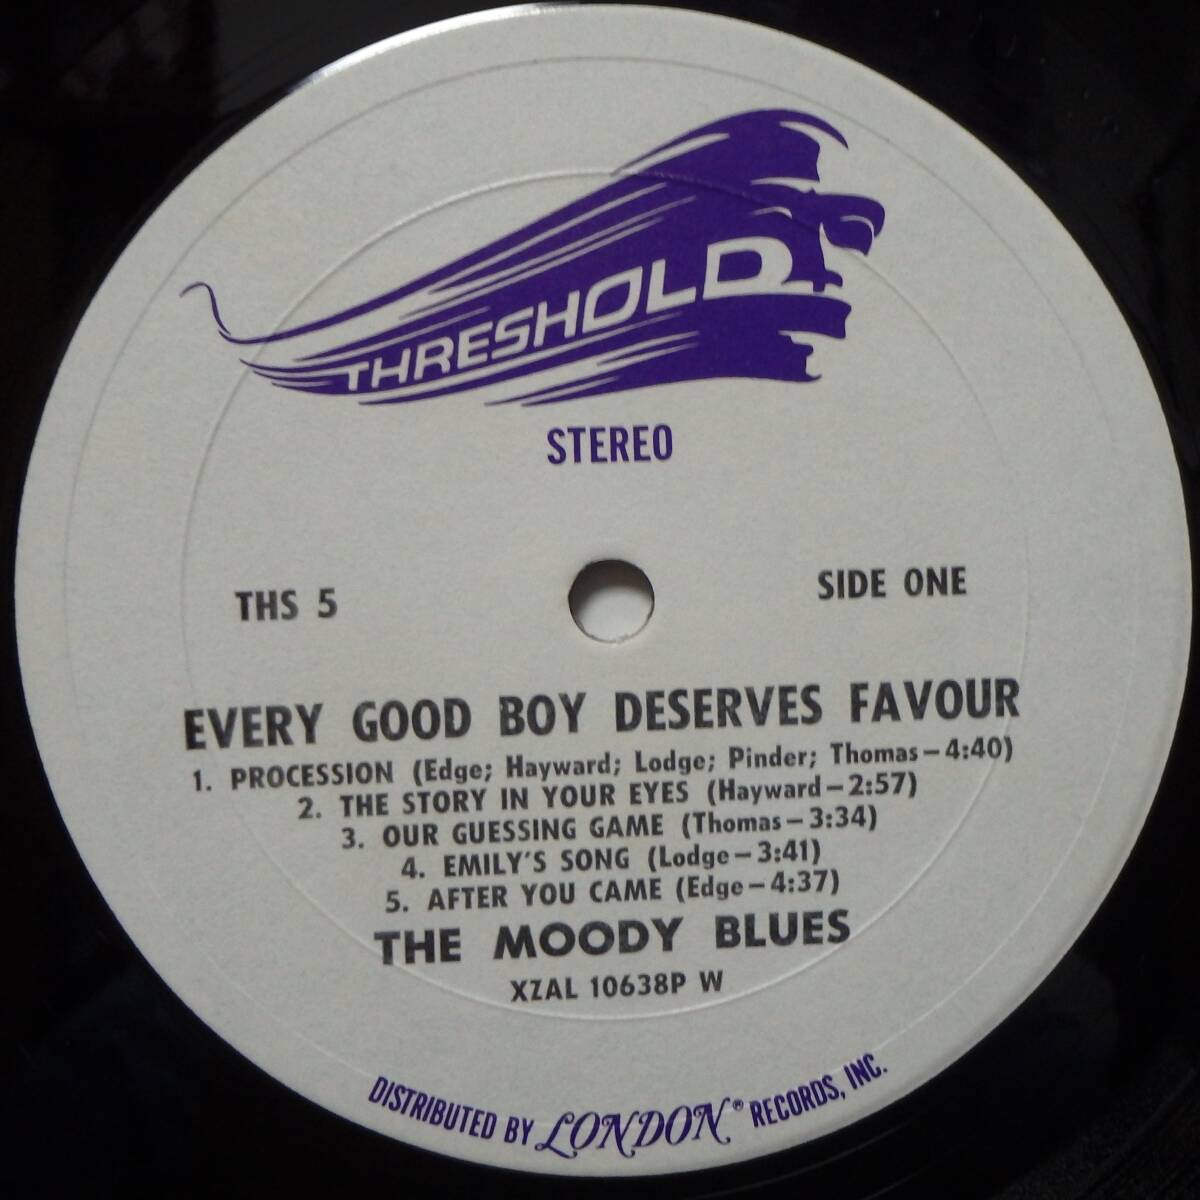 THRESHOLD
STEREO
THS 5
SIDE ONE
EVERY GOOD BOY DESERVES FAVOUR
1. PROCESSION (Edge; Hayward; Lodge; Pinder; Thomas—4:40)
2. THE STORY IN YOUR EYES (Hayward—2:57)
3. OUR GUESSING GAME (Thomas—3:34)
4. EMILY'S SONG (Lodge—3:41)
5. AFTER YOU CAME (Edge—4:37)
THE MOODY BLUES
XZAL 10638P W
DISTRIBUTED BY LONDON® RECORDS, INC.